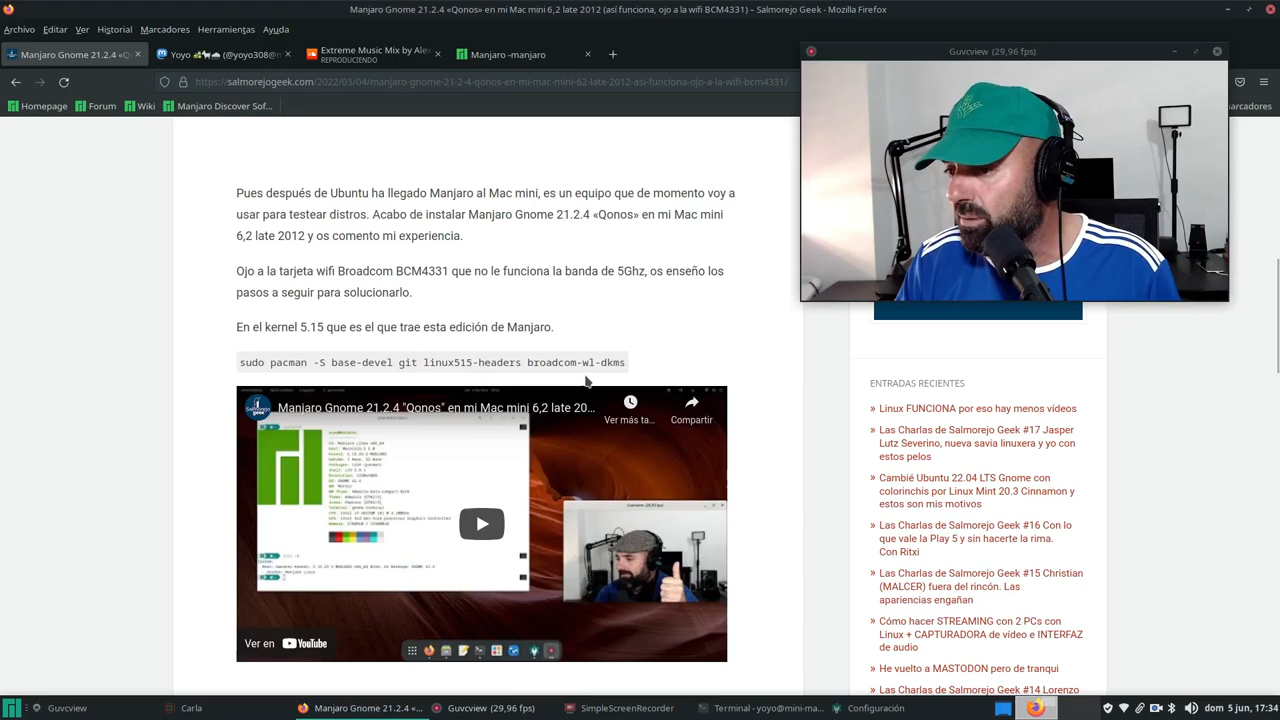 Manjaro Gnome 21.2.4 «Qonos» en mi Mac mini 6,2 late 2012 (así funciona, ojo a la wifi BCM4331) – Salmorejo Geek - Mozilla Firefox
Archivo Editar Ver Historial Marcadores Herramientas Ayuda
Manjaro Gnome 21.2.4 «Q
Yoyo (@yoyo308@m
Extreme Music Mix by Ale
REPRODUCIENDO
Manjaro -manjaro
https://salmorejogeek.com/2022/03/04/manjaro-gnome-21-2-4-qonos-en-mi-mac-mini-62-late-2012-asi-funciona-ojo-a-la-wifi-bcm4331/
Homepage Forum Wiki Manjaro Discover Sof...
arcadores
Guvcview (29,96 fps)
Pues después de Ubuntu ha llegado Manjaro al Mac mini, es un equipo que de momento voy a
usar para testear distros. Acabo de instalar Manjaro Gnome 21.2.4 «Qonos» en mi Mac mini
6,2 late 2012 y os comento mi experiencia.
Ojo a la tarjeta wifi Broadcom BCM4331 que no le funciona la banda de 5Ghz, os enseño los
pasos a seguir para solucionarlo.
En el kernel 5.15 que es el que trae esta edición de Manjaro.
sudo pacman -S base-devel git linux515-headers broadcom-wl-dkms
Manjaro Gnome 21.2.4 "Qonos" en mi Mac mini 6,2 late 20...
Ver más ta...
Compartir
Ver en YouTube
ENTRADAS RECIENTES
» Linux FUNCIONA por eso hay menos vídeos
» Las Charlas de Salmorejo Geek #17 Jasper
Lutz Severino, nueva savia linuxera y yo con
estos pelos
» Cambié Ubuntu 22.04 LTS Gnome con
colorinchis por Linux Mint 20.3 Cinnamon y
estos son mis motivos
» Las Charlas de Salmorejo Geek #16 Con lo
que vale la Play 5 y sin hacerte la rima.
Con Ritxi
» Las Charlas de Salmorejo Geek #15 Christian
(MALCER) fuera del rincón. Las
apariencias engañan
» Cómo hacer STREAMING con 2 PCs con
Linux + CAPTURADORA de vídeo e INTERFAZ
de audio
» He vuelto a MASTODON pero de tranqui
» Las Charlas de Salmorejo Geek #14 Lorenzo
Guvcview
Carla
Manjaro Gnome 21.2.4 «...
Guvcview (29,96 fps)
SimpleScreenRecorder
Terminal - yoyo@mini-ma...
Configuración
dom 5 jun, 17:34